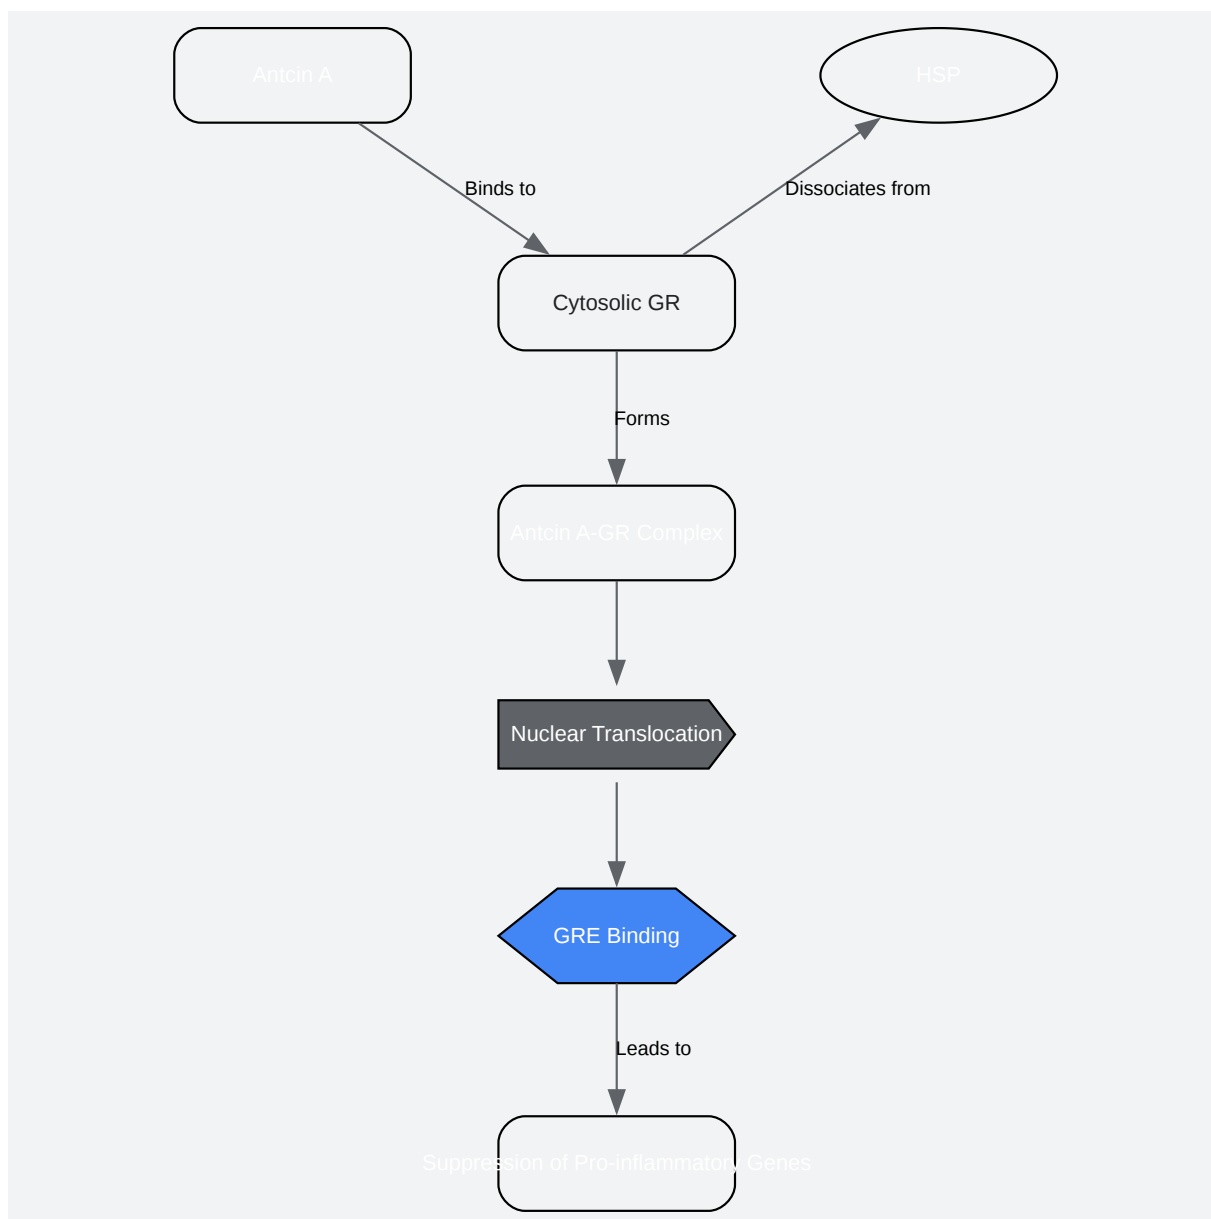 Antcin A
HSP
Binds to
Dissociates from
Cytosolic GR
Forms
Antcin A-GR Complex
Nuclear Translocation
GRE Binding
Leads to
Suppression of Pro-inflammatory Genes